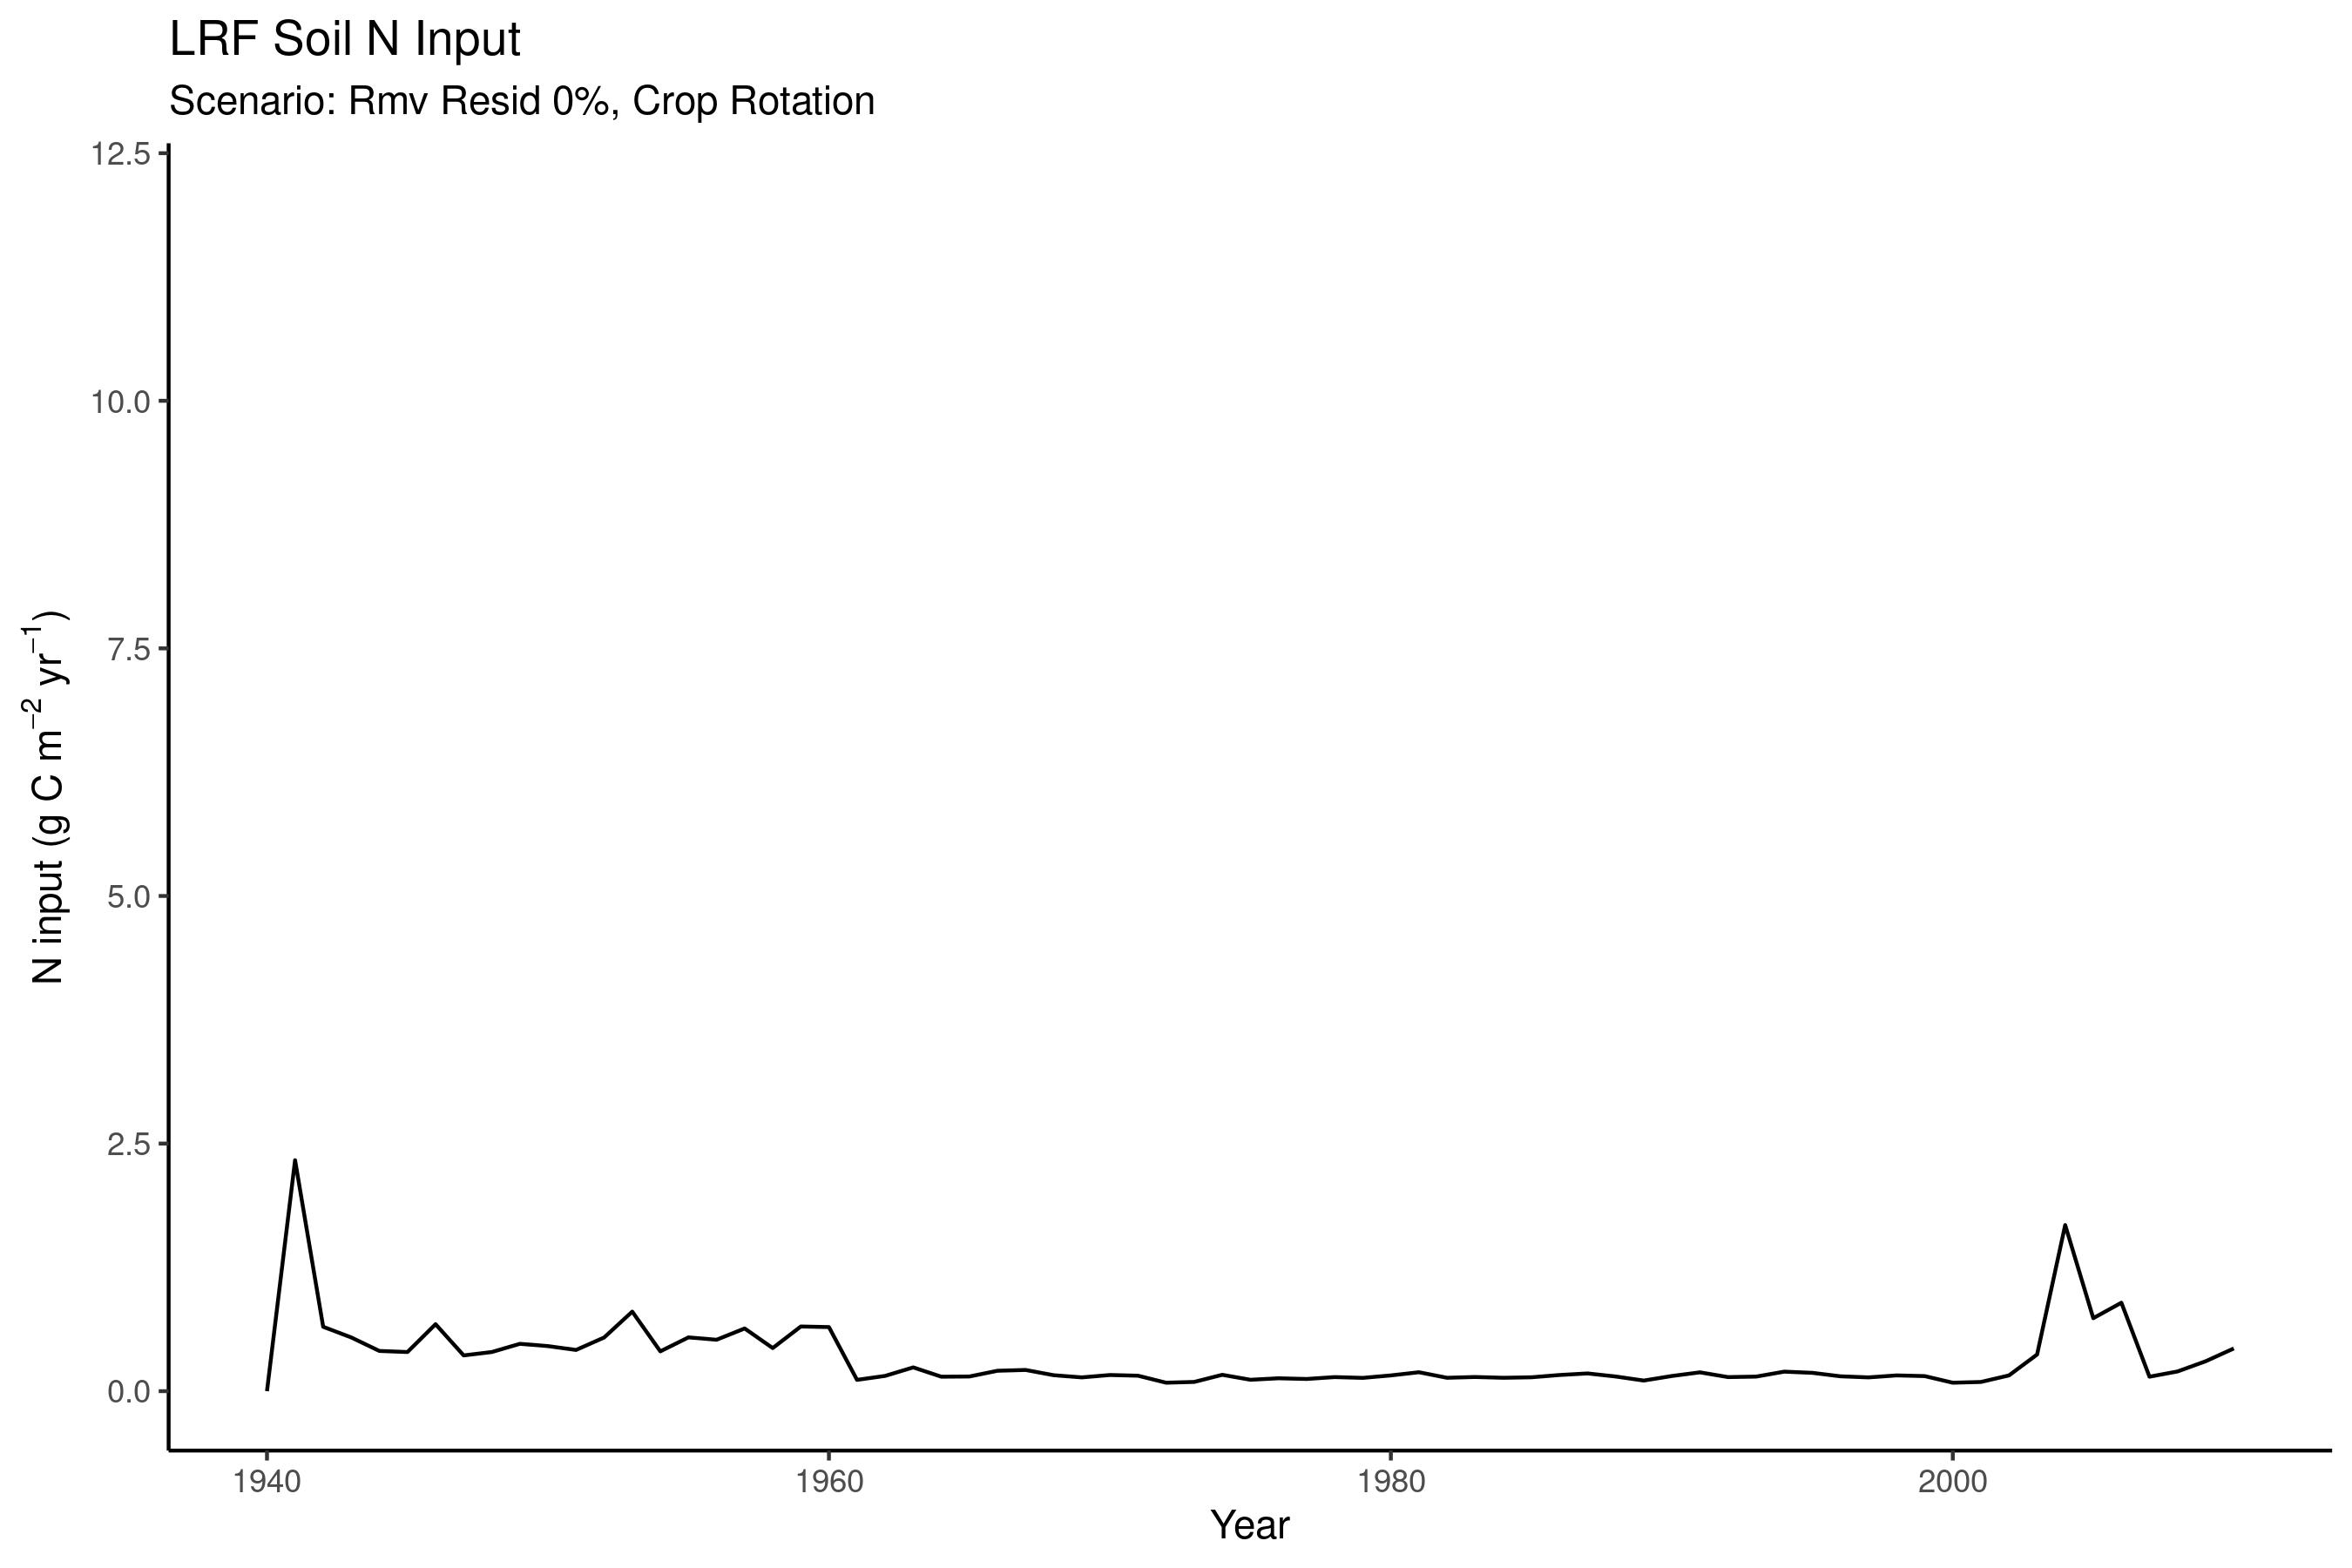 LRF Soil N Input
Scenario: Rmv Resid 0%, Crop Rotation
12.5
10.0
7.5
5.0
2.5
0.0
N input (g C m⁻² yr⁻¹)
1940 1960 1980 2000
Year